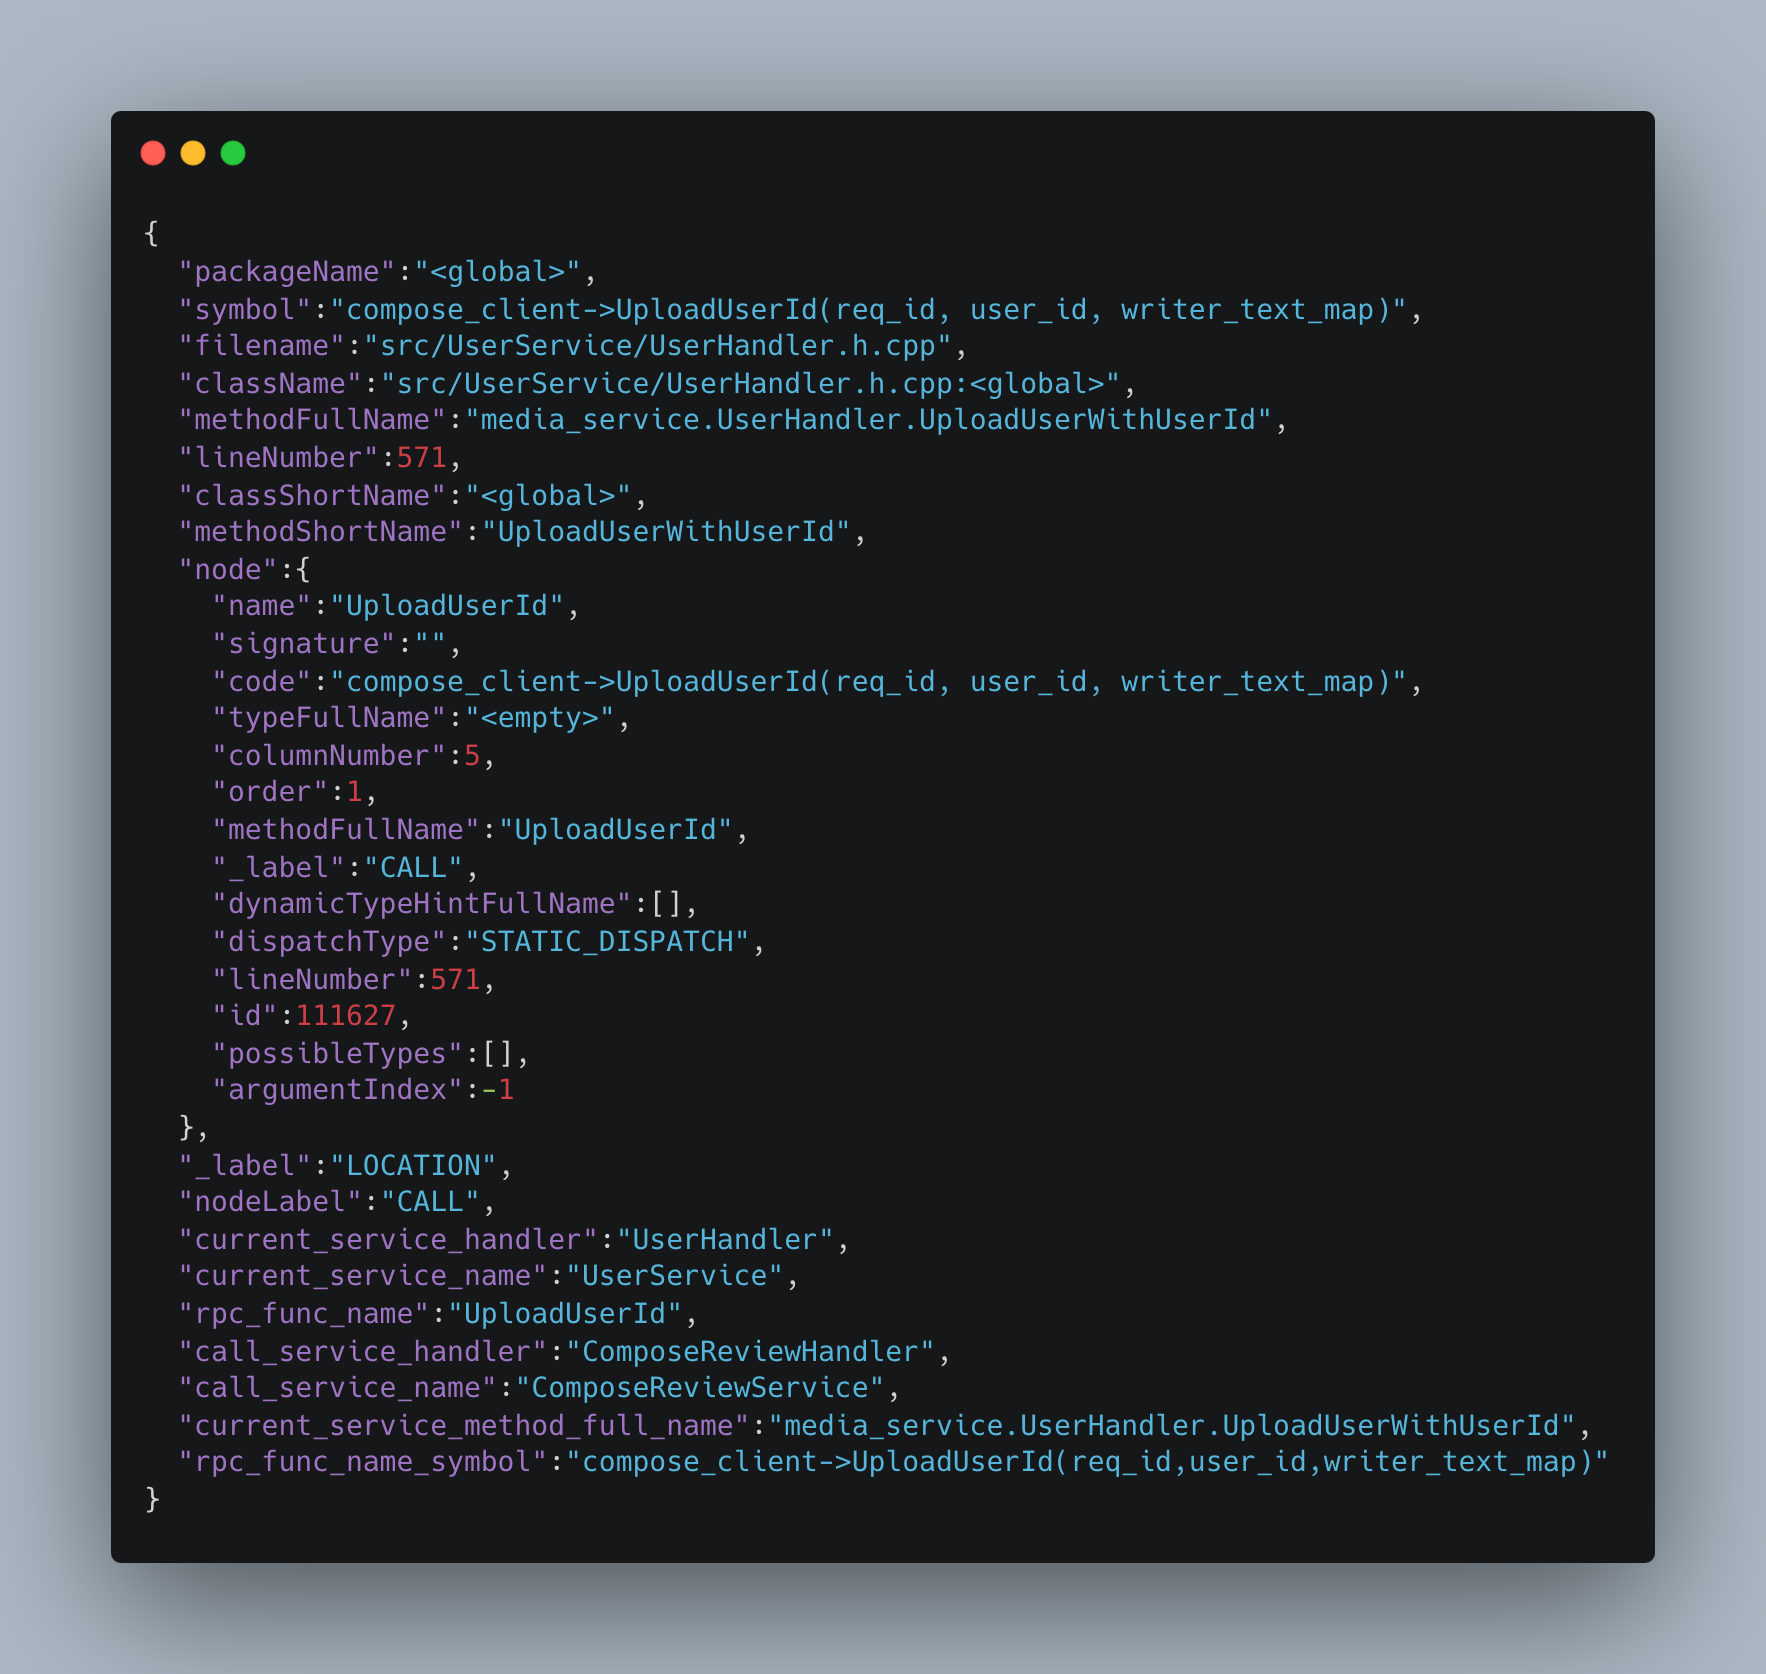 {
  "packageName":"<global>",
  "symbol":"compose_client->UploadUserId(req_id, user_id, writer_text_map)",
  "filename":"src/UserService/UserHandler.h.cpp",
  "className":"src/UserService/UserHandler.h.cpp:<global>",
  "methodFullName":"media_service.UserHandler.UploadUserWithUserId",
  "lineNumber":571,
  "classShortName":"<global>",
  "methodShortName":"UploadUserWithUserId",
  "node":{
    "name":"UploadUserId",
    "signature":"",
    "code":"compose_client->UploadUserId(req_id, user_id, writer_text_map)",
    "typeFullName":"<empty>",
    "columnNumber":5,
    "order":1,
    "methodFullName":"UploadUserId",
    "_label":"CALL",
    "dynamicTypeHintFullName":[],
    "dispatchType":"STATIC_DISPATCH",
    "lineNumber":571,
    "id":111627,
    "possibleTypes":[],
    "argumentIndex":-1
  },
  "_label":"LOCATION",
  "nodeLabel":"CALL",
  "current_service_handler":"UserHandler",
  "current_service_name":"UserService",
  "rpc_func_name":"UploadUserId",
  "call_service_handler":"ComposeReviewHandler",
  "call_service_name":"ComposeReviewService",
  "current_service_method_full_name":"media_service.UserHandler.UploadUserWithUserId",
  "rpc_func_name_symbol":"compose_client->UploadUserId(req_id,user_id,writer_text_map)"
}